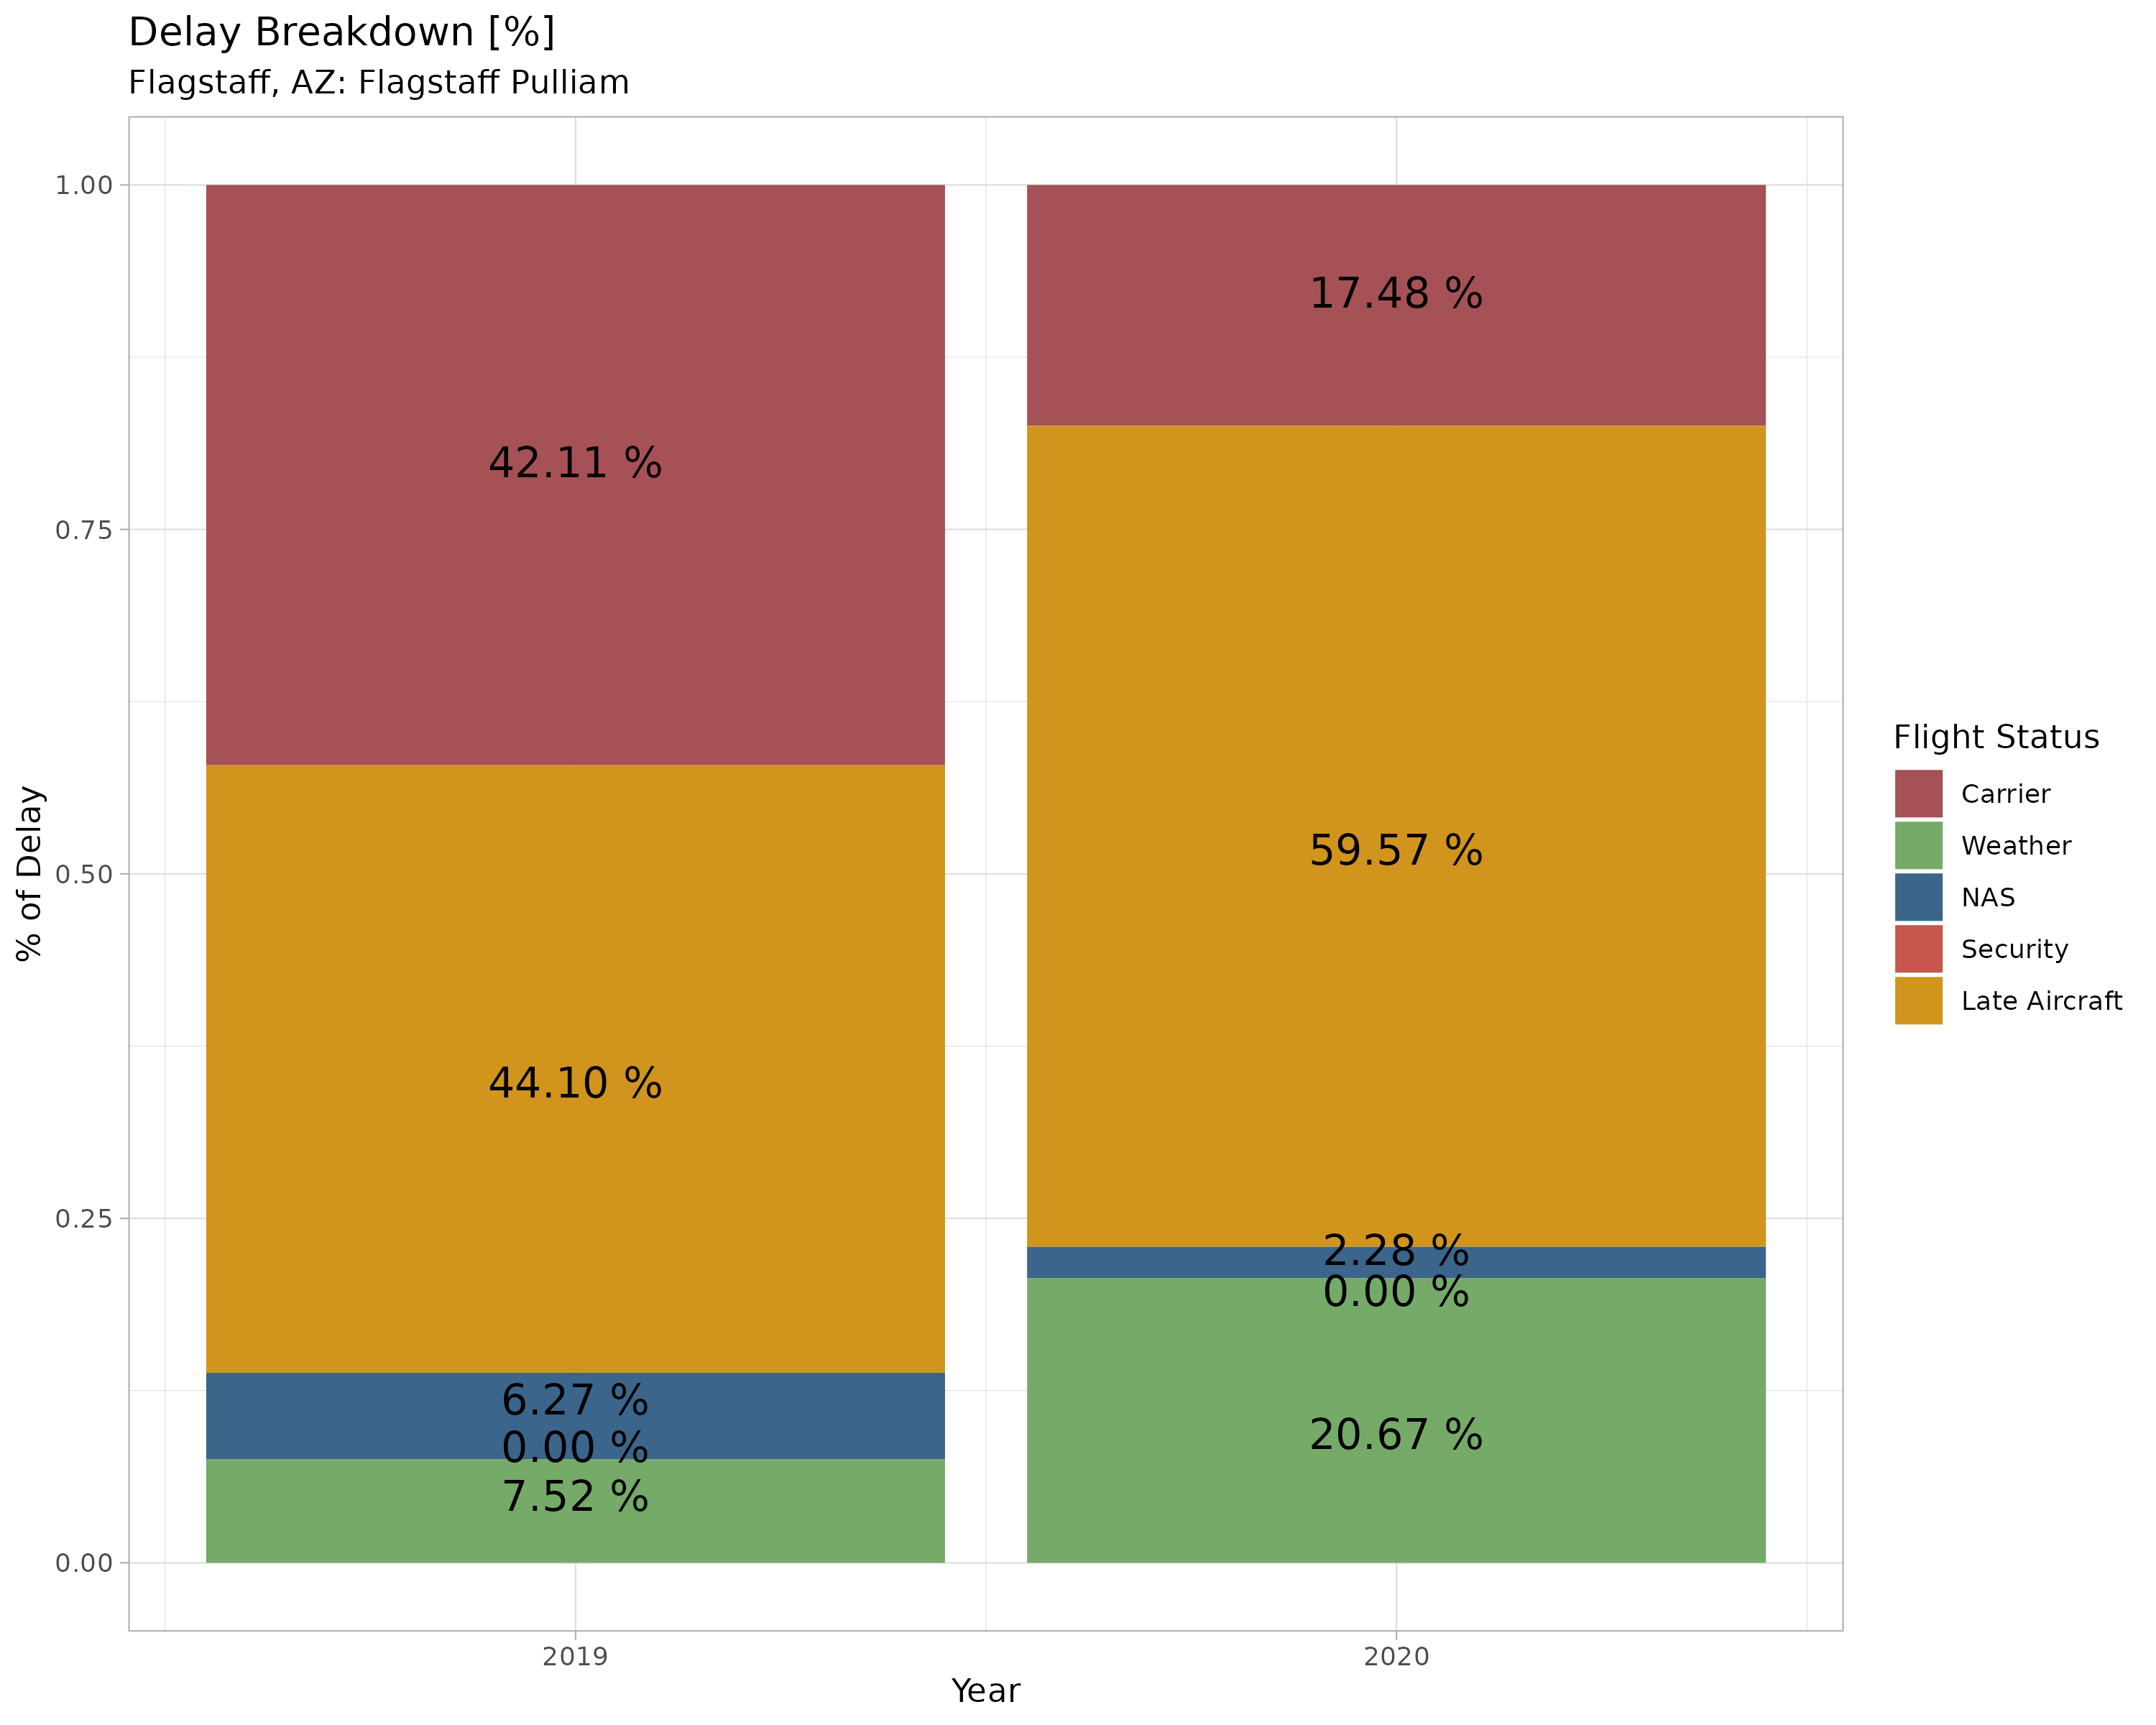 Delay Breakdown [%]
Flagstaff, AZ: Flagstaff Pulliam
% of Delay
1.00
0.75
0.50
0.25
0.00
42.11 %
44.10 %
6.27 %
0.00 %
7.52 %
17.48 %
59.57 %
2.28 %
0.00 %
20.67 %
2019
2020
Year
Flight Status
Carrier
Weather
NAS
Security
Late Aircraft